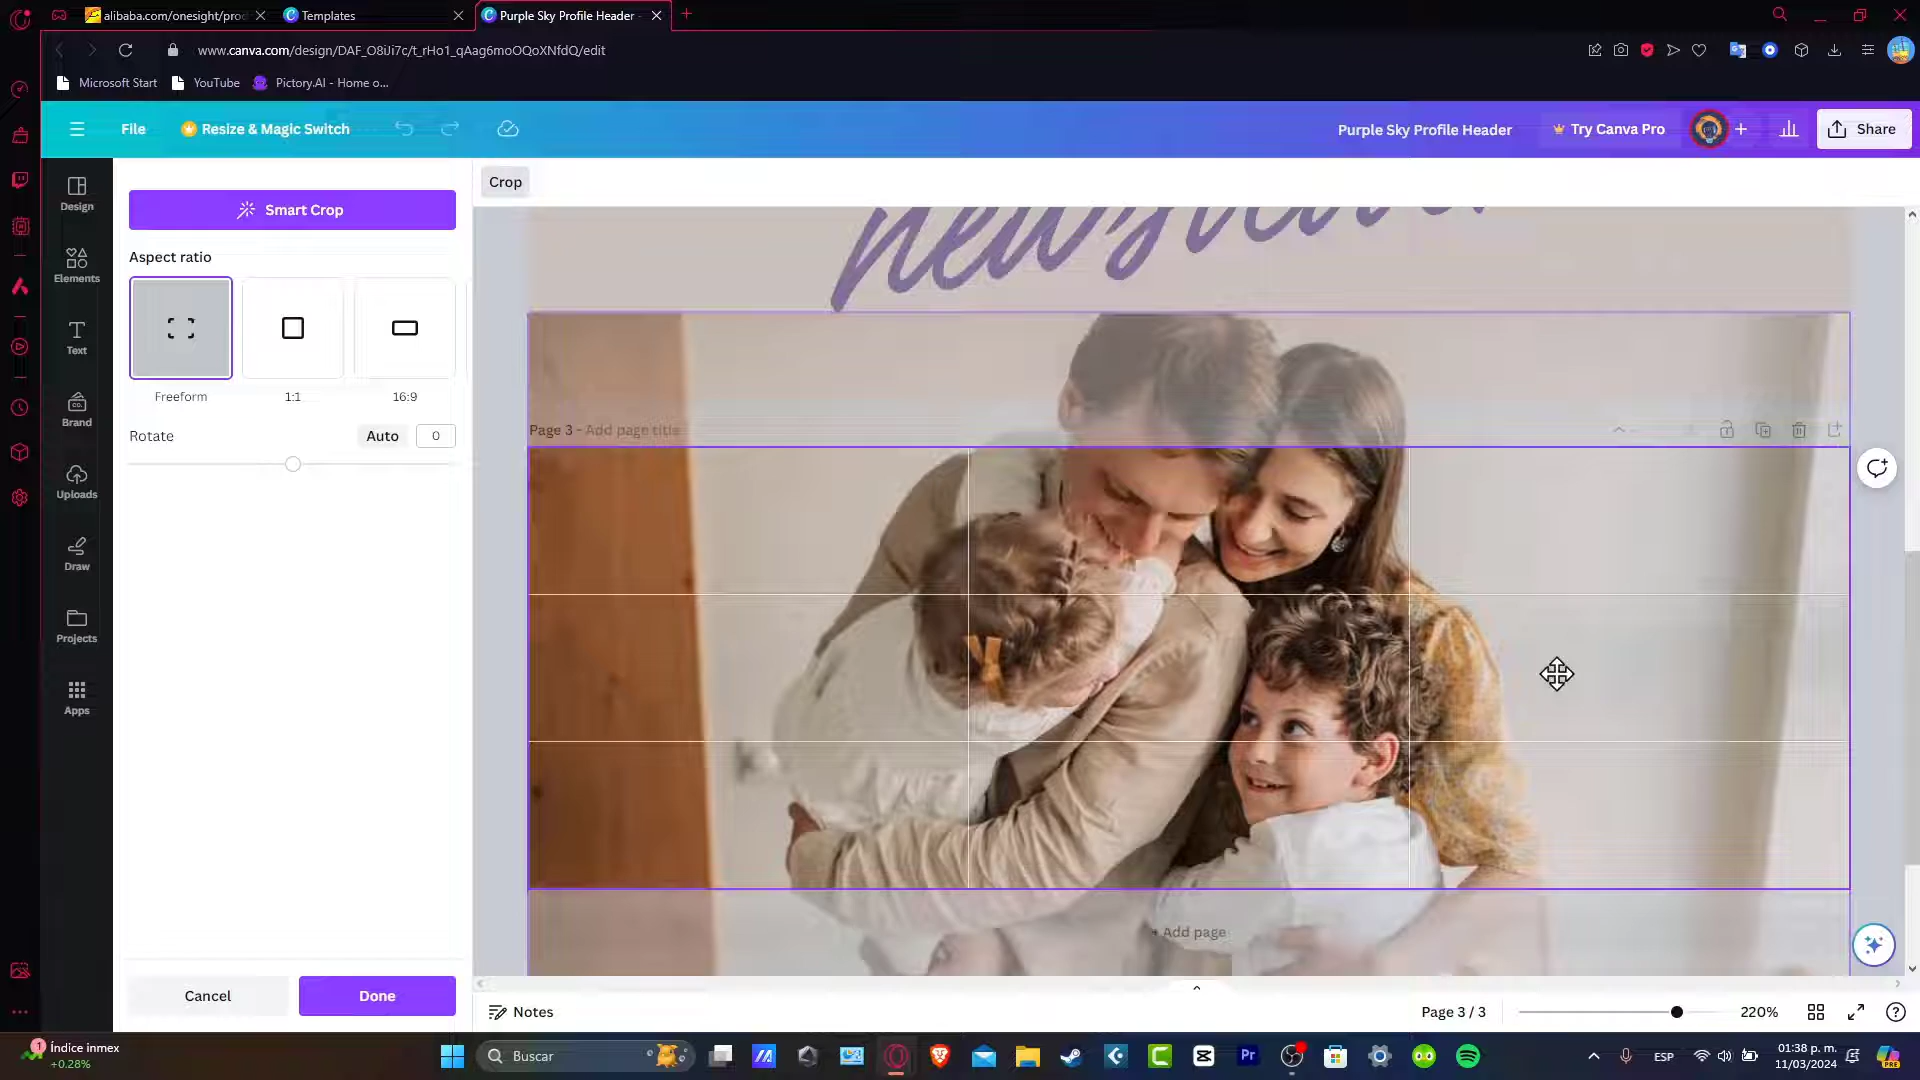 alibaba.com/onesight/prod
Templates
Purple Sky Profile Header -
www.canva.com/design/DAF_O8iJi7c/t_rHo1_qAag6moOQoXNfdQ/edit
Microsoft Start
YouTube
Pictory.AI - Home o...
File
Resize & Magic Switch
Purple Sky Profile Header
Try Canva Pro
Share
Design
Elements
Text
Brand
Uploads
Draw
Projects
Apps
Smart Crop
Aspect ratio
Freeform
1:1
16:9
Rotate
Auto
0
Cancel
Done
Crop
Page 3 - Add page title
+ Add page
Notes
Page 3 / 3
220%
Índice inmex
+0.28%
1
Buscar
ESP
01:38 p. m.
11/03/2024